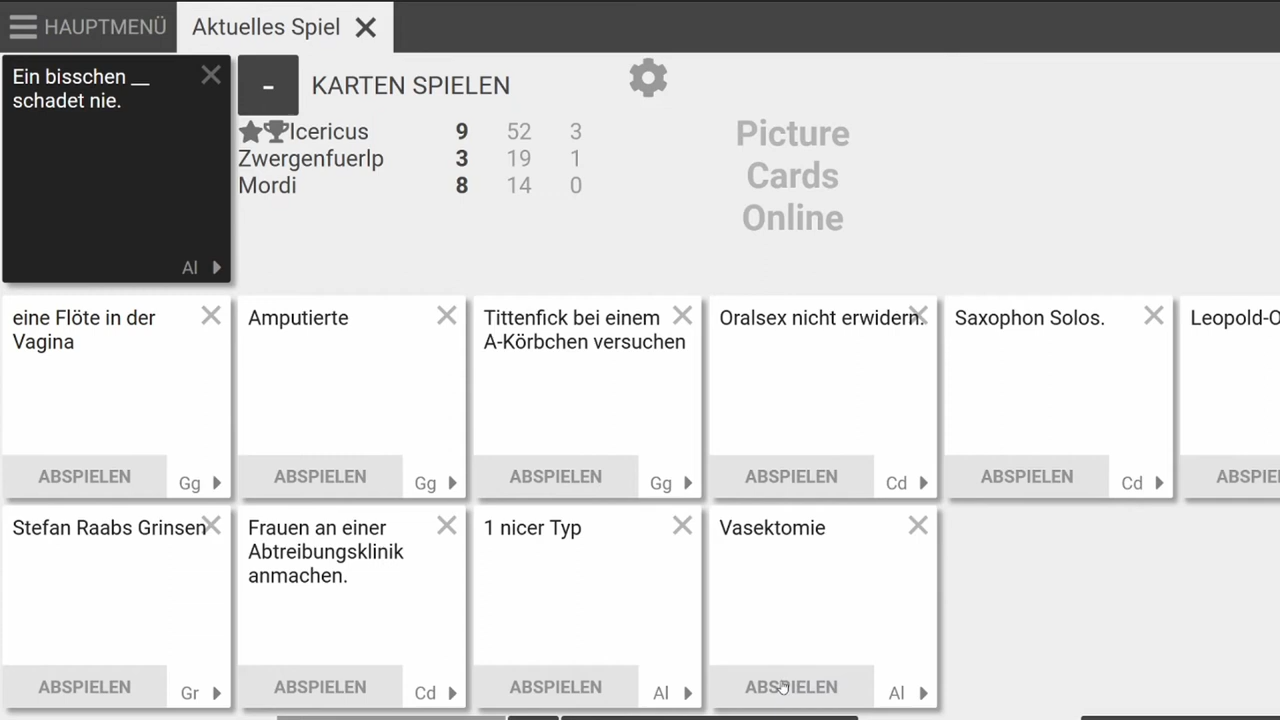 HAUPTMENÜ
Aktuelles Spiel
Ein bisschen __
schadet nie.
Al
-
KARTEN SPIELEN
Icericus 9 52 3
Zwergenfuerlp 3 19 1
Mordi 8 14 0
Picture
Cards
Online
eine Flöte in der
Vagina
ABSPIELEN
Gg
Amputierte
ABSPIELEN
Gg
Tittenfick bei einem
A-Körbchen versuchen
ABSPIELEN
Gg
Oralsex nicht erwidern.
ABSPIELEN
Cd
Saxophon Solos.
ABSPIELEN
Cd
Leopold-
Stefan Raabs Grinsen
ABSPIELEN
Gr
Frauen an einer
Abtreibungsklinik
anmachen.
ABSPIELEN
Cd
1 nicer Typ
ABSPIELEN
Al
Vasektomie
ABSPIELEN
Al